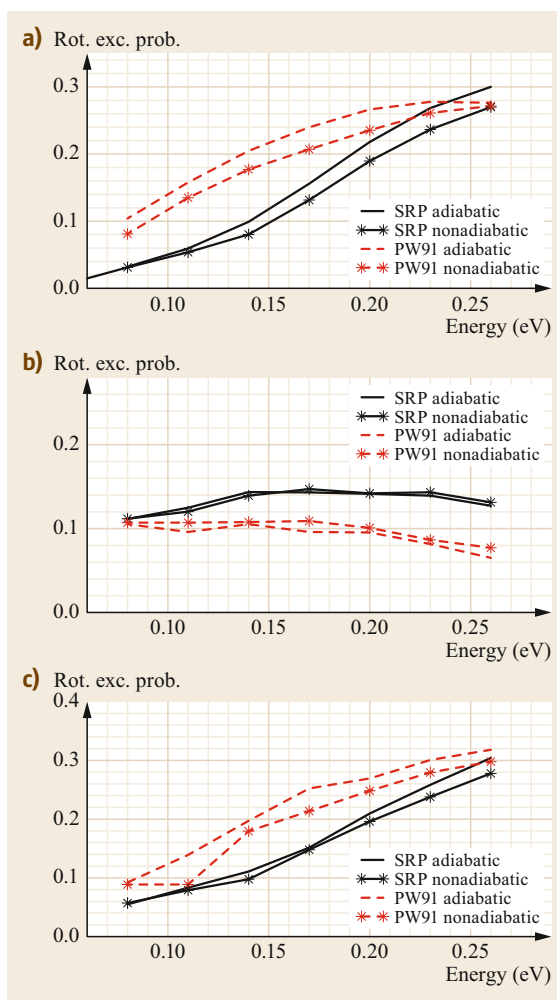 a) Rot. exc. prob.
0.3
0.2
0.1
0.0
SRP adiabatic
SRP nonadiabatic
PW91 adiabatic
PW91 nonadiabatic
0.10 0.15 0.20 0.25
Energy (eV)
b) Rot. exc. prob.
0.2
0.1
0.0
SRP adiabatic
SRP nonadiabatic
PW91 adiabatic
PW91 nonadiabatic
0.10 0.15 0.20 0.25
Energy (eV)
c) Rot. exc. prob.
0.4
0.3
0.2
0.1
0.0
SRP adiabatic
SRP nonadiabatic
PW91 adiabatic
PW91 nonadiabatic
0.10 0.15 0.20 0.25
Energy (eV)